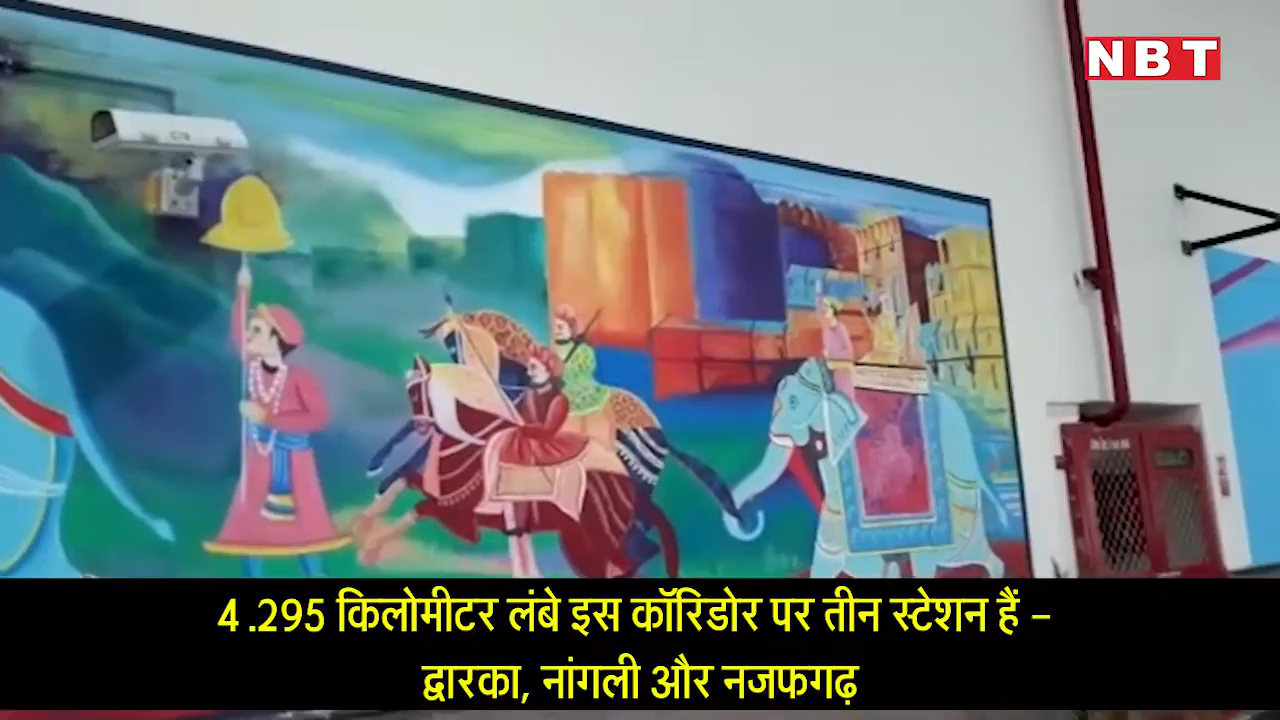 NBT
4.295 किलोमीटर लंबे इस कॉरिडोर पर तीन स्टेशन हैं –
द्वारका, नांगली और नजफगढ़